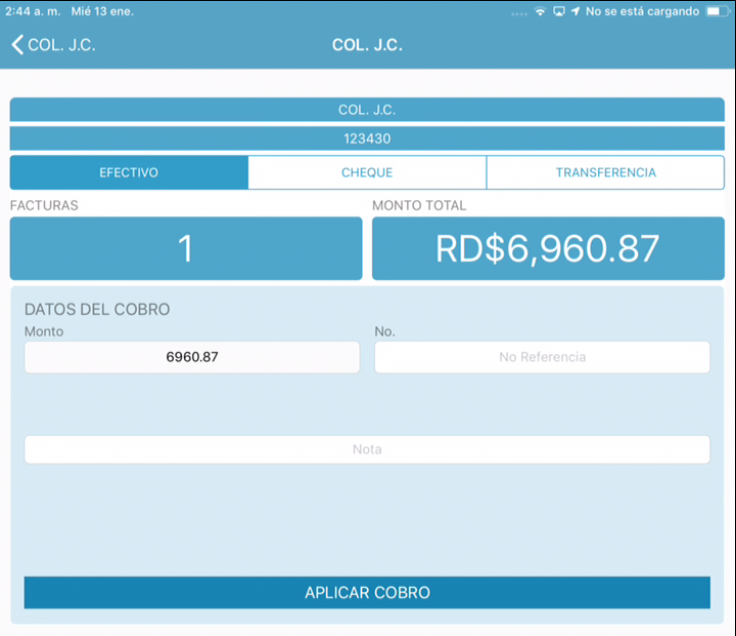 2:44 a. m. Mié 13 ene. No se está cargando
COL. J.C. COL. J.C.
COL. J.C.
123430
EFECTIVO CHEQUE TRANSFERENCIA
FACTURAS MONTO TOTAL
1 RD$6,960.87
DATOS DEL COBRO
Monto No.
6960.87 No Referencia
Nota
APLICAR COBRO